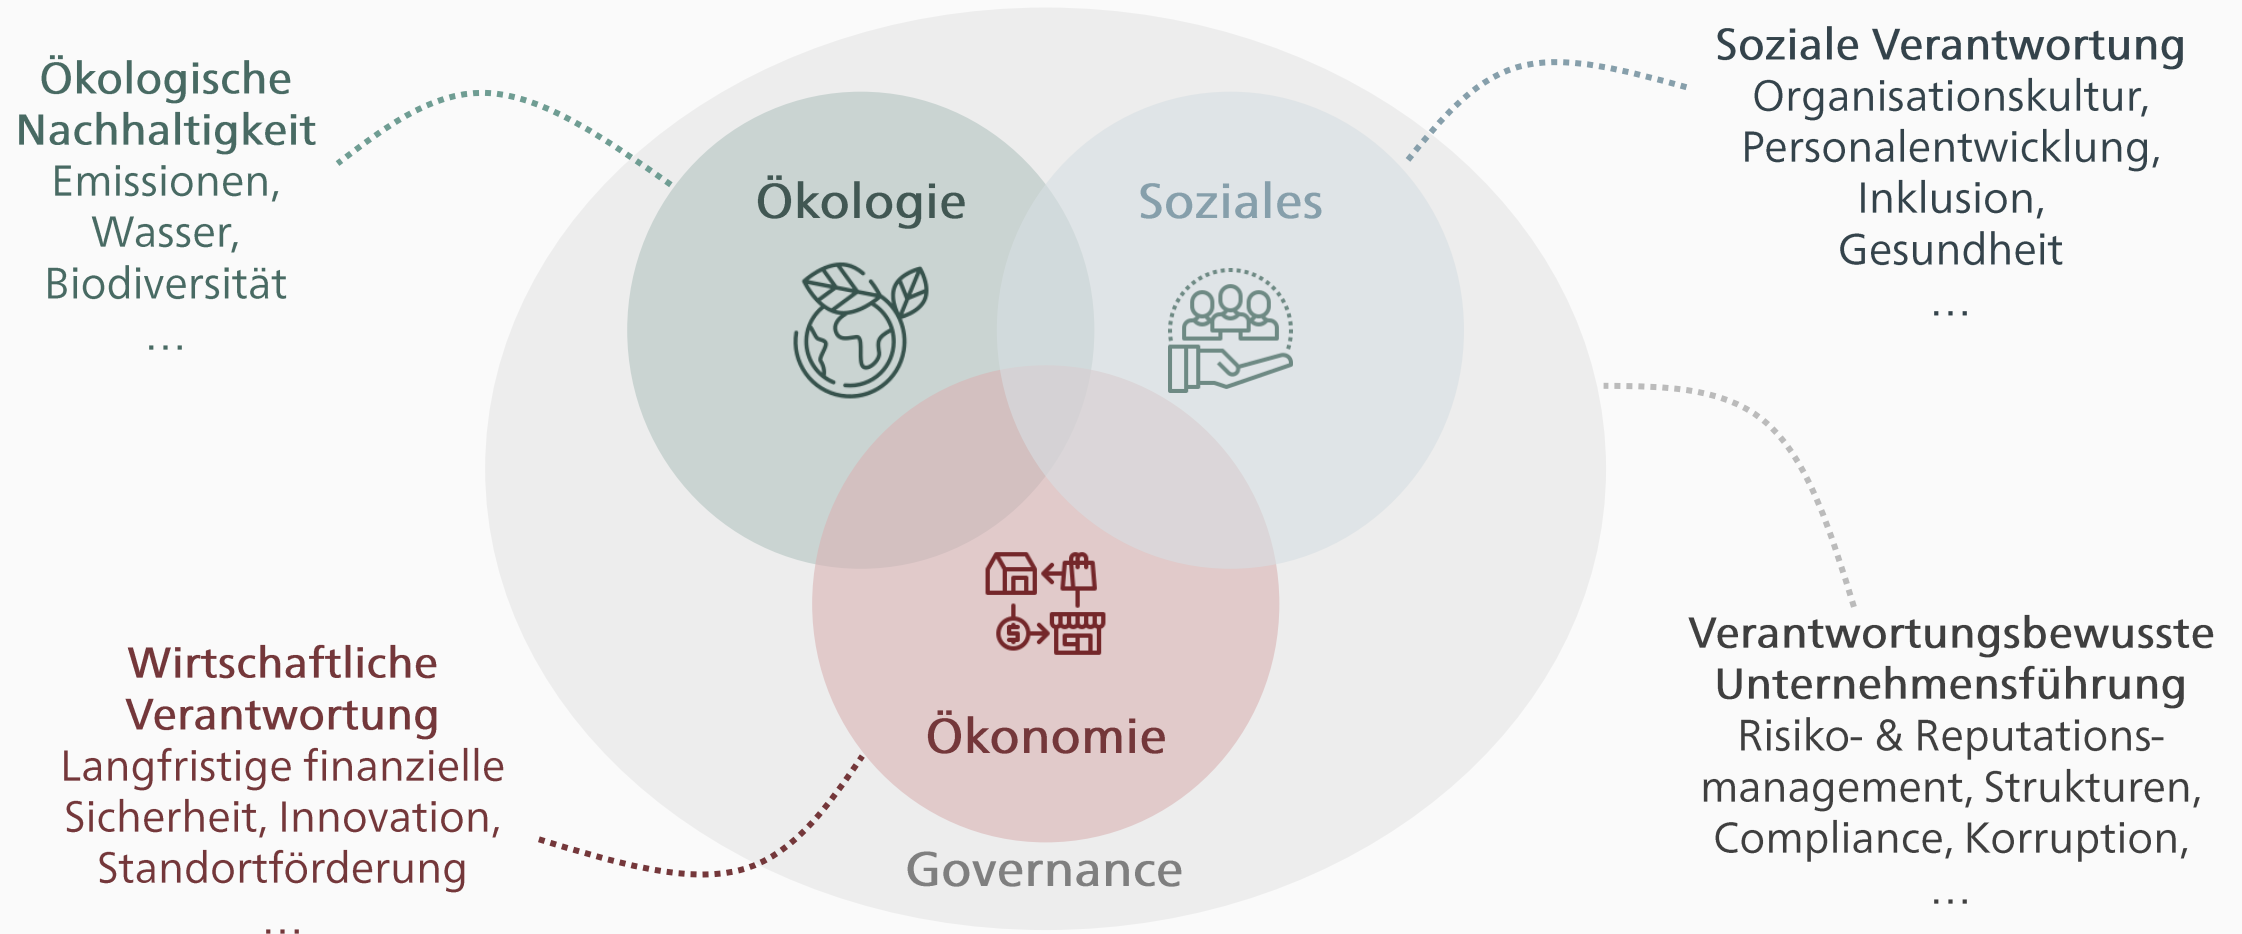 Ökologische
Nachhaltigkeit
Emissionen,
Wasser,
Biodiversität
...
Soziale Verantwortung
Organisationskultur,
Personalentwicklung,
Inklusion,
Gesundheit
...
Ökologie
Soziales
$
Ökonomie
Governance
Wirtschaftliche
Verantwortung
Langfristige finanzielle
Sicherheit, Innovation,
Standortförderung
...
Verantwortungsbewusste
Unternehmensführung
Risiko- & Reputations-
management, Strukturen,
Compliance, Korruption,
...